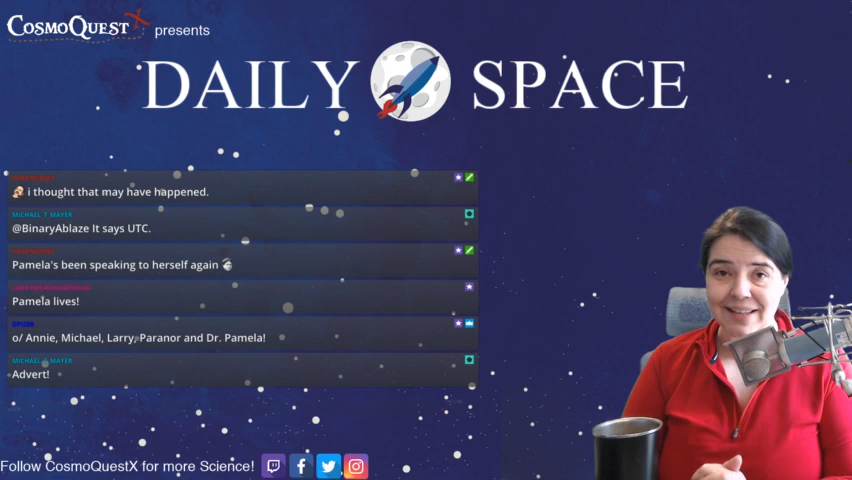 COSMOQUESTX presents
DAILY SPACE
i thought that may have happened.
MICHAEL T MAYER
@BinaryAblaze It says UTC.
Pamela's been speaking to herself again
Pamela lives!
o/ Annie, Michael, Larry, Paranor and Dr. Pamela!
MICHAEL T MAYER
Advert!
Follow CosmoQuestX for more Science!